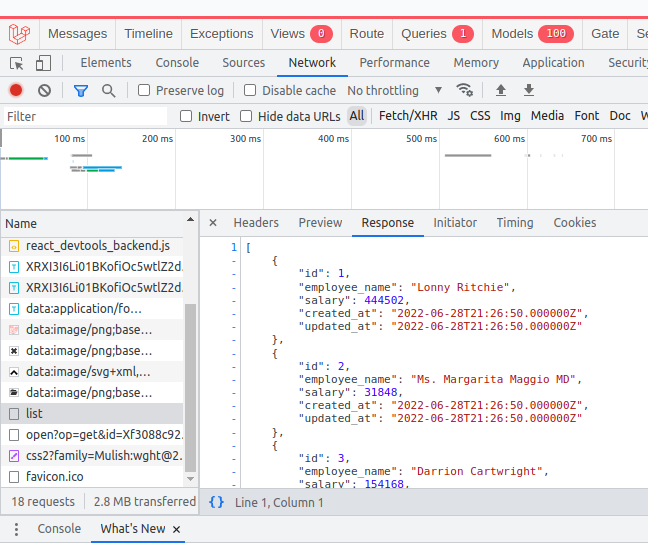 Messages Timeline Exceptions Views 0 Route Queries 1 Models 100 Gate
Elements Console Sources Network Performance Memory Application Security
Preserve log Disable cache No throttling
Filter Invert Hide data URLs All Fetch/XHR JS CSS Img Media Font Doc
100 ms 200 ms 300 ms 400 ms 500 ms 600 ms 700 ms
Name
react_devtools_backend.js
XRXI3I6Li01BKofiOc5wtlZ2d
XRXI3I6Li01BKofiOc5wtlZ2d
data:application/fo...
data:image/png;base...
data:image/png;base...
data:image/svg+xml,...
data:image/png;base...
list
open?op=get&id=Xf3088c92
css2?family=Mulish:wght@2
favicon.ico
18 requests 2.8 MB transferred
× Headers Preview Response Initiator Timing Cookies
1 [
- {
- "id": 1,
- "employee_name": "Lonny Ritchie",
- "salary": 444502,
- "created_at": "2022-06-28T21:26:50.000000Z",
- "updated_at": "2022-06-28T21:26:50.000000Z"
- },
- {
- "id": 2,
- "employee_name": "Ms. Margarita Maggio MD",
- "salary": 31848,
- "created_at": "2022-06-28T21:26:50.000000Z",
- "updated_at": "2022-06-28T21:26:50.000000Z"
- },
- {
- "id": 3,
- "employee_name": "Darrion Cartwright",
- "salary": 154168,
{} Line 1, Column 1
Console What's New ×